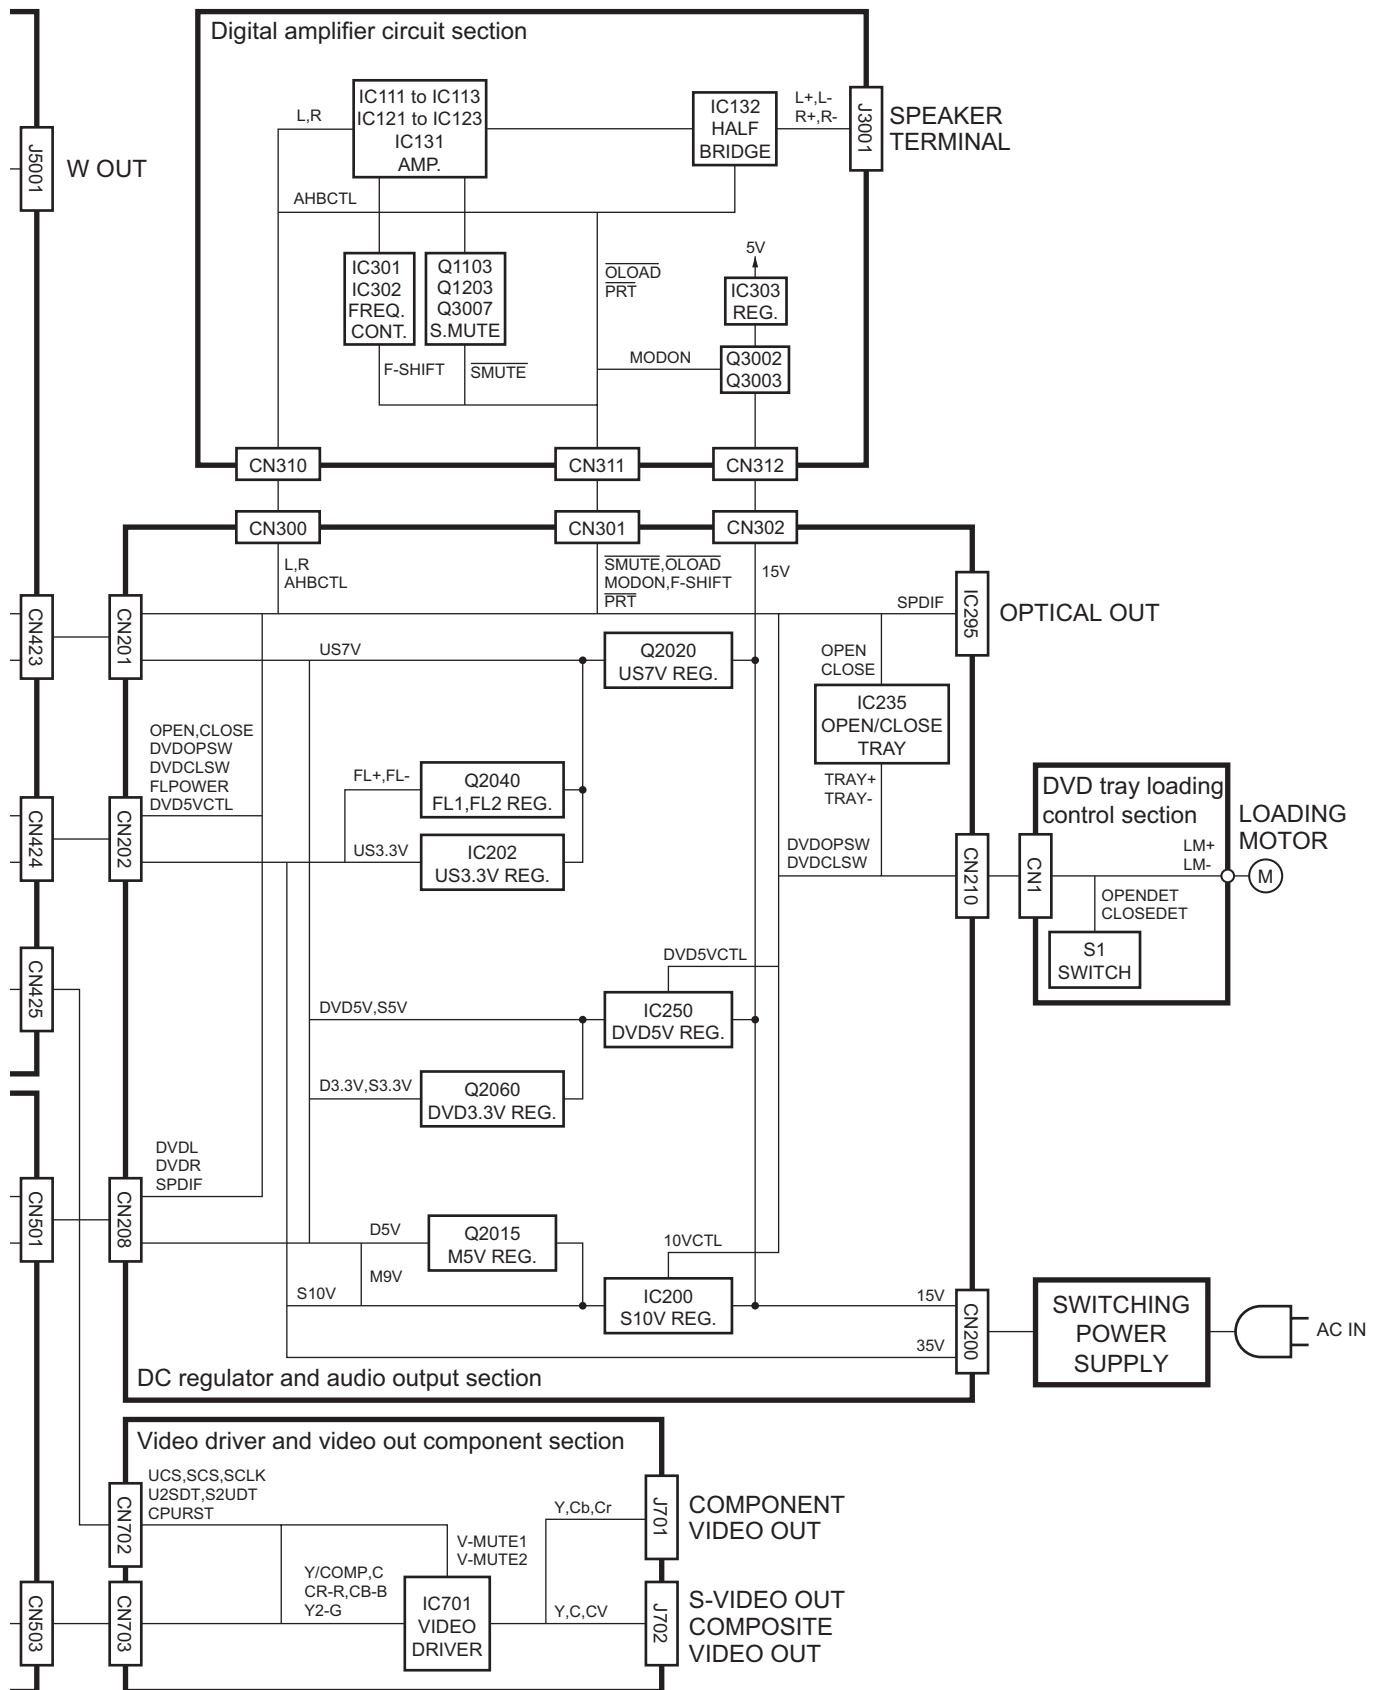 Digital amplifier circuit section
IC111 to IC113
IC121 to IC123
IC131
AMP.
L,R
IC132
HALF
BRIDGE
L+,L-
R+,R-
J3001
SPEAKER
TERMINAL
J5001
W OUT
AHBCTL
IC301
IC302
FREQ.
CONT.
Q1103
Q1203
Q3007
S.MUTE
OLOAD
PRT
5V
IC303
REG.
MODON
Q3002
Q3003
F-SHIFT
SMUTE
CN310
CN311
CN312
CN300
CN301
CN302
L,R
AHBCTL
SMUTE,OLOAD
MODON,F-SHIFT
PRT
15V
SPDIF
IC295
OPTICAL OUT
CN423
CN201
US7V
Q2020
US7V REG.
OPEN
CLOSE
IC235
OPEN/CLOSE
TRAY
OPEN,CLOSE
DVDOPSW
DVDCLSW
FLPOWER
DVD5VCTL
FL+,FL-
Q2040
FL1,FL2 REG.
TRAY+
TRAY-
DVD tray loading
control section
LOADING
MOTOR
CN424
CN202
US3.3V
IC202
US3.3V REG.
DVDOPSW
DVDCLSW
CN210
CN1
LM+
LM-
M
OPENDET
CLOSEDET
S1
SWITCH
CN425
DVD5VCTL
DVD5V,S5V
IC250
DVD5V REG.
D3.3V,S3.3V
Q2060
DVD3.3V REG.
DVDL
DVDR
SPDIF
CN501
CN208
D5V
Q2015
M5V REG.
10VCTL
M9V
S10V
IC200
S10V REG.
15V
35V
CN200
SWITCHING
POWER
SUPPLY
AC IN
DC regulator and audio output section
Video driver and video out component section
CN702
UCS,SCS,SCLK
U2SDT,S2UDT
CPURST
Y,Cb,Cr
J701
COMPONENT
VIDEO OUT
V-MUTE1
V-MUTE2
Y/COMP,C
CR-R,CB-B
Y2-G
CN503
CN703
IC701
VIDEO
DRIVER
Y,C,CV
J702
S-VIDEO OUT
COMPOSITE
VIDEO OUT